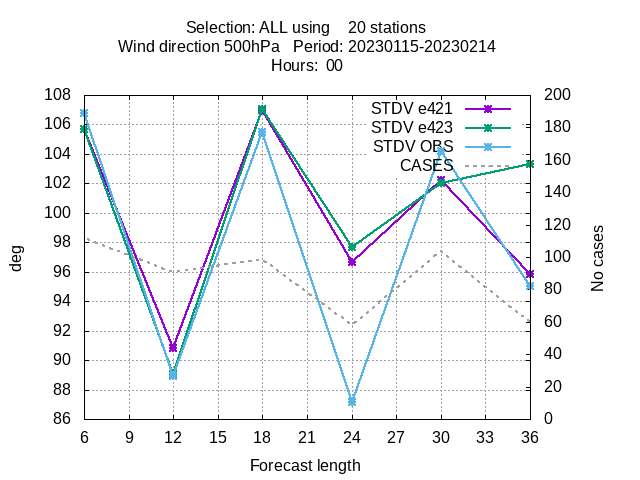 Selection: ALL using 20 stations
Wind direction 500hPa Period: 20230115-20230214
Hours: 00
STDV e421
STDV e423
STDV OBS
CASES
108
106
104
102
100
98
96
94
92
90
88
86
deg
200
180
160
140
120
100
80
60
40
20
0
No cases
6 9 12 15 18 21 24 27 30 33 36
Forecast length